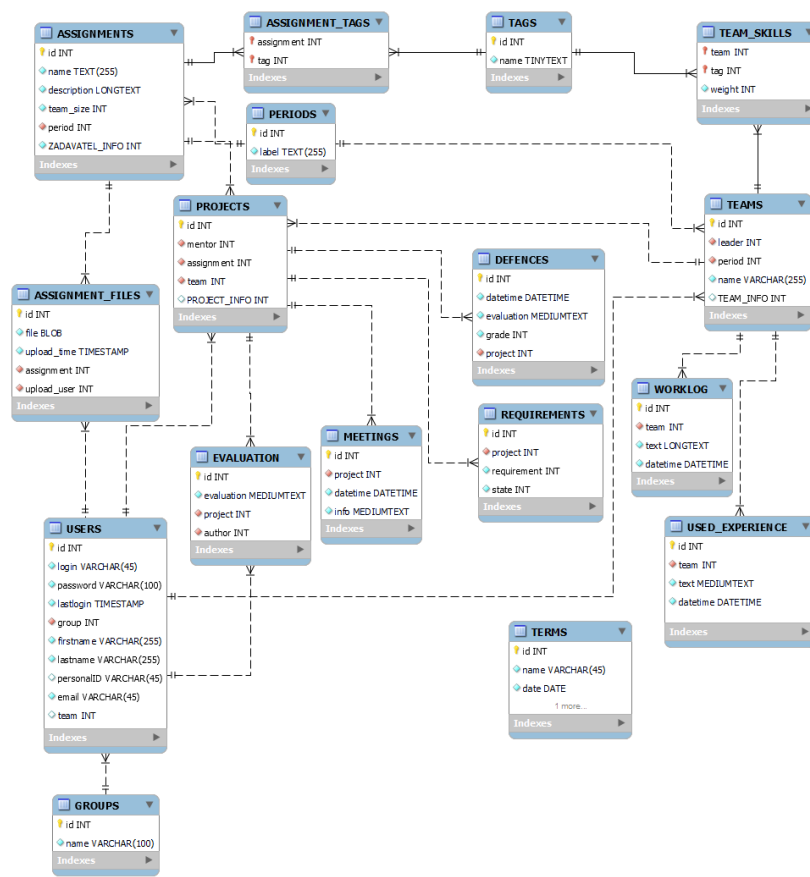 ASSIGNMENTS
id INT
name TEXT(255)
description LONGTEXT
team_size INT
period INT
ZADAVATEL_INFO INT
Indexes
ASSIGNMENT_TAGS
assignment INT
tag INT
Indexes
TAGS
id INT
name TINYTEXT
Indexes
TEAM_SKILLS
team INT
tag INT
weight INT
Indexes
PERIODS
id INT
label TEXT(255)
Indexes
PROJECTS
id INT
mentor INT
assignment INT
team INT
PROJECT_INFO INT
Indexes
TEAMS
id INT
leader INT
period INT
name VARCHAR(255)
TEAM_INFO INT
Indexes
DEFENCES
id INT
datetime DATETIME
evaluation MEDIUMTEXT
grade INT
project INT
Indexes
ASSIGNMENT_FILES
id INT
file BLOB
upload_time TIMESTAMP
assignment INT
upload_user INT
Indexes
WORKLOG
id INT
team INT
text LONGTEXT
datetime DATETIME
Indexes
REQUIREMENTS
id INT
project INT
requirement INT
state INT
Indexes
MEETINGS
id INT
project INT
datetime DATETIME
info MEDIUMTEXT
Indexes
EVALUATION
id INT
evaluation MEDIUMTEXT
project INT
author INT
Indexes
USERS
id INT
login VARCHAR(45)
password VARCHAR(100)
lastlogin TIMESTAMP
group INT
firstname VARCHAR(255)
lastname VARCHAR(255)
personalID VARCHAR(45)
email VARCHAR(45)
team INT
Indexes
USED_EXPERIENCE
id INT
team INT
text MEDIUMTEXT
datetime DATETIME
Indexes
TERMS
id INT
name VARCHAR(45)
date DATE
1 more...
Indexes
GROUPS
id INT
name VARCHAR(100)
Indexes